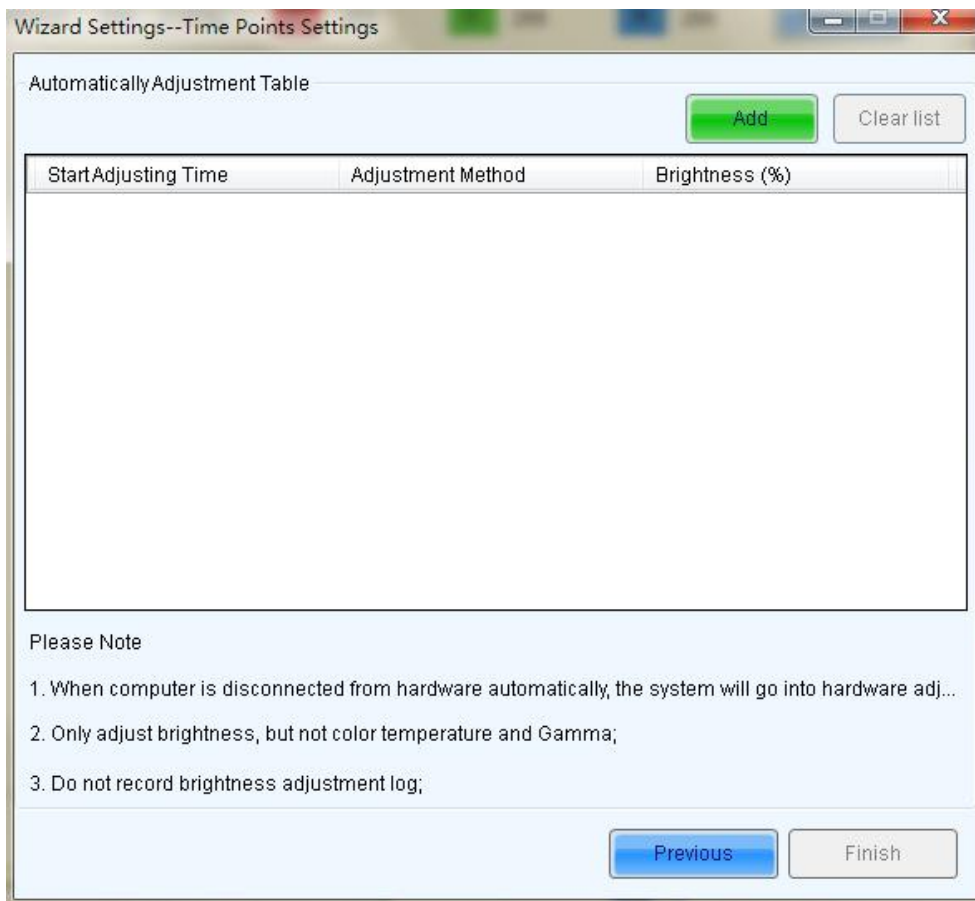 Wizard Settings--Time Points Settings
Automatically Adjustment Table
Add
Clear list
Start Adjusting Time
Adjustment Method
Brightness (%)
Please Note
1. When computer is disconnected from hardware automatically, the system will go into hardware adj...
2. Only adjust brightness, but not color temperature and Gamma;
3. Do not record brightness adjustment log;
Previous
Finish